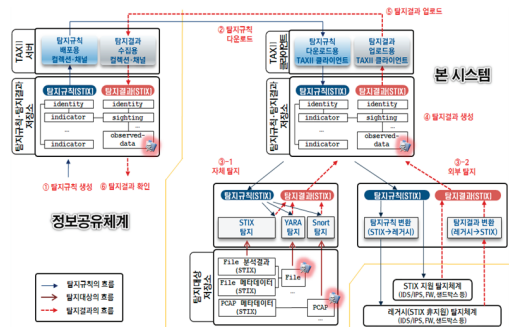 ⑤ 탐지결과 업로드
② 탐지규칙
다운로드
TAXII
서버
탐지규칙
배포용
컬렉션·채널
탐지결과
수집용
컬렉션·채널
TAXII
클라이언트
탐지규칙
다운로드용
TAXII 클라이언트
탐지결과
업로드용
TAXII 클라이언트
본 시스템
탐지규칙·탐지결과
저장소
탐지규칙(STIX)
탐지결과(STIX)
identity
identity
indicator
sighting
...
...
indicator
observed-
data
탐지규칙·탐지결과
저장소
탐지규칙(STIX)
탐지결과(STIX)
identity
identity
indicator
sighting
...
...
indicator
observed-
data
④ 탐지결과 생성
① 탐지규칙 생성
⑥ 탐지결과 확인
정보공유체계
③-1
자체 탐지
③-2
외부 탐지
탐지규칙(STIX)
탐지결과(STIX)
STIX
탐지
YARA
탐지
Snort
탐지
탐지규칙(STIX)
탐지결과(STIX)
탐지규칙 변환
(STIX→레거시)
탐지결과 변환
(레거시→STIX)
탐지대상
저장소
File 분석결과
(STIX)
File 메타데이터
(STIX)
PCAP 메타데이터
(STIX)
File
PCAP
...
STIX 지원 탐지체계
(IDS/IPS, FW, 샌드박스 등)
레거시(STIX 非지원) 탐지체계
(IDS/IPS, FW, 샌드박스 등)
탐지규칙의 흐름
탐지대상의 흐름
탐지결과의 흐름